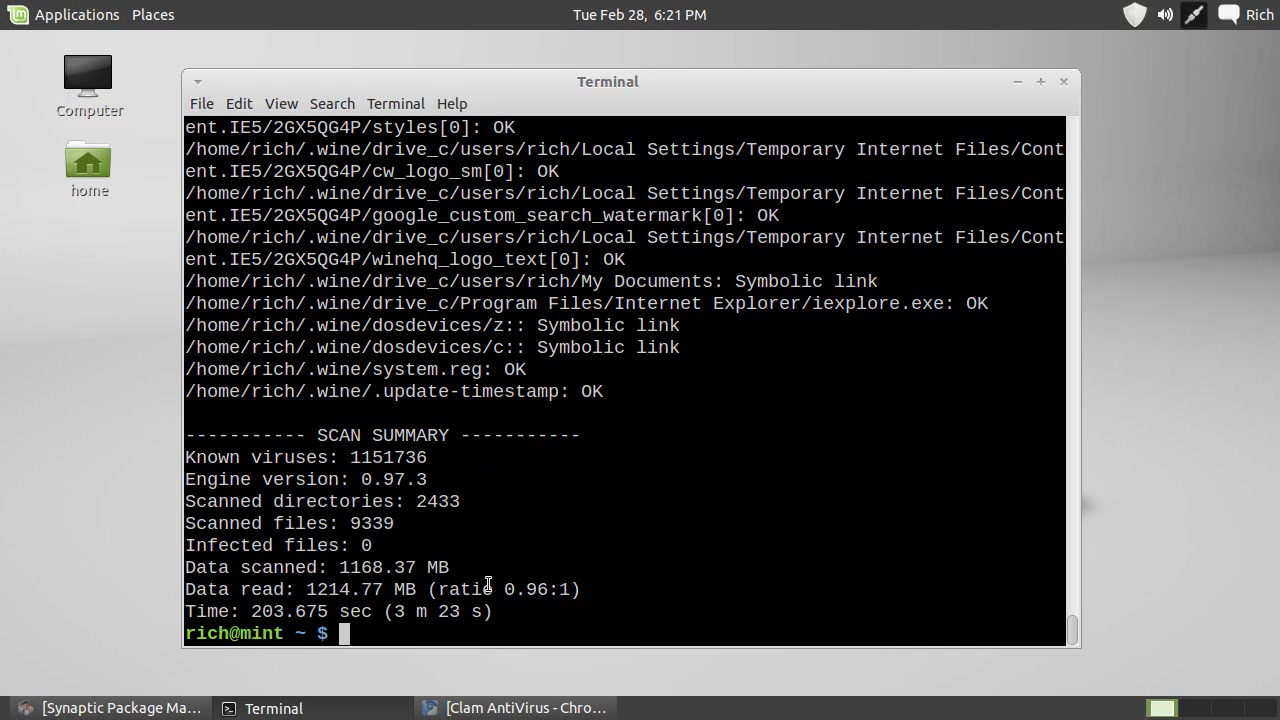 Applications Places Tue Feb 28, 6:21 PM Rich
Computer
home
Terminal
File Edit View Search Terminal Help
ent.IE5/2GX5QG4P/styles[0]: OK
/home/rich/.wine/drive_c/users/rich/Local Settings/Temporary Internet Files/Cont
ent.IE5/2GX5QG4P/cw_logo_sm[0]: OK
/home/rich/.wine/drive_c/users/rich/Local Settings/Temporary Internet Files/Cont
ent.IE5/2GX5QG4P/google_custom_search_watermark[0]: OK
/home/rich/.wine/drive_c/users/rich/Local Settings/Temporary Internet Files/Cont
ent.IE5/2GX5QG4P/winehq_logo_text[0]: OK
/home/rich/.wine/drive_c/users/rich/My Documents: Symbolic link
/home/rich/.wine/drive_c/Program Files/Internet Explorer/iexplore.exe: OK
/home/rich/.wine/dosdevices/z:: Symbolic link
/home/rich/.wine/dosdevices/c:: Symbolic link
/home/rich/.wine/system.reg: OK
/home/rich/.wine/.update-timestamp: OK
----------- SCAN SUMMARY -----------
Known viruses: 1151736
Engine version: 0.97.3
Scanned directories: 2433
Scanned files: 9339
Infected files: 0
Data scanned: 1168.37 MB
Data read: 1214.77 MB (ratio 0.96:1)
Time: 203.675 sec (3 m 23 s)
rich@mint ~ $
[Synaptic Package Ma... Terminal [Clam AntiVirus - Chro...